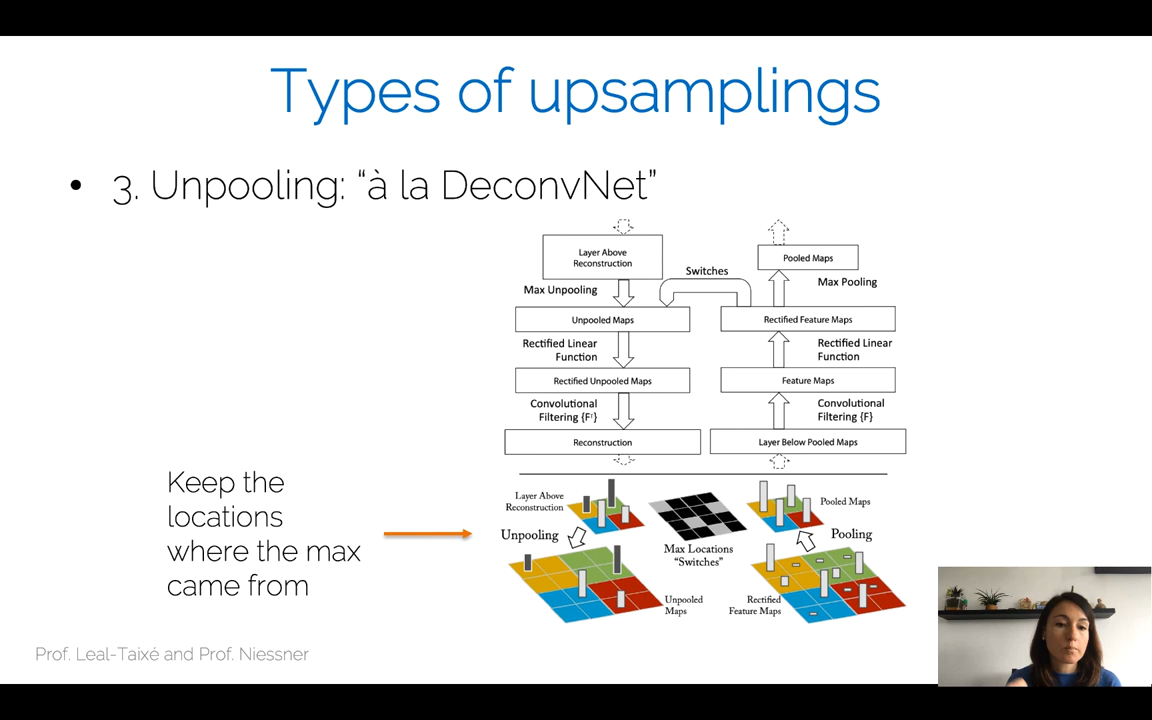 Types of upsamplings
• 3. Unpooling: “à la DeconvNet”
Layer Above
Reconstruction
Max Unpooling
Unpooled Maps
Rectified Linear
Function
Rectified Unpooled Maps
Convolutional
Filtering {Fᵀ}
Reconstruction
Switches
Pooled Maps
Max Pooling
Rectified Feature Maps
Rectified Linear
Function
Feature Maps
Convolutional
Filtering {F}
Layer Below Pooled Maps
Keep the
locations
where the max
came from
Layer Above
Reconstruction
Unpooling
Unpooled
Maps
Max Locations
“Switches”
Pooled Maps
Pooling
Rectified
Feature Maps
Prof. Leal-Taixé and Prof. Niessner